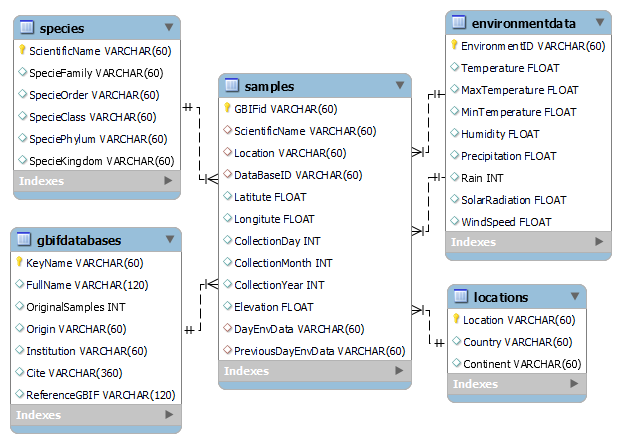 species
ScientificName VARCHAR(60)
SpecieFamily VARCHAR(60)
SpecieOrder VARCHAR(60)
SpecieClass VARCHAR(60)
SpeciePhylum VARCHAR(60)
SpecieKingdom VARCHAR(60)
Indexes
gbifdatabases
KeyName VARCHAR(60)
FullName VARCHAR(120)
OriginalSamples INT
Origin VARCHAR(60)
Institution VARCHAR(60)
Cite VARCHAR(360)
ReferenceGBIF VARCHAR(120)
Indexes
samples
GBIFid VARCHAR(60)
ScientificName VARCHAR(60)
Location VARCHAR(60)
DataBaseID VARCHAR(60)
Latitute FLOAT
Longitute FLOAT
CollectionDay INT
CollectionMonth INT
CollectionYear INT
Elevation FLOAT
DayEnvData VARCHAR(60)
PreviousDayEnvData VARCHAR(60)
Indexes
environmentdata
EnvironmentID VARCHAR(60)
Temperature FLOAT
MaxTemperature FLOAT
MinTemperature FLOAT
Humidity FLOAT
Precipitation FLOAT
Rain INT
SolarRadiation FLOAT
WindSpeed FLOAT
Indexes
locations
Location VARCHAR(60)
Country VARCHAR(60)
Continent VARCHAR(60)
Indexes